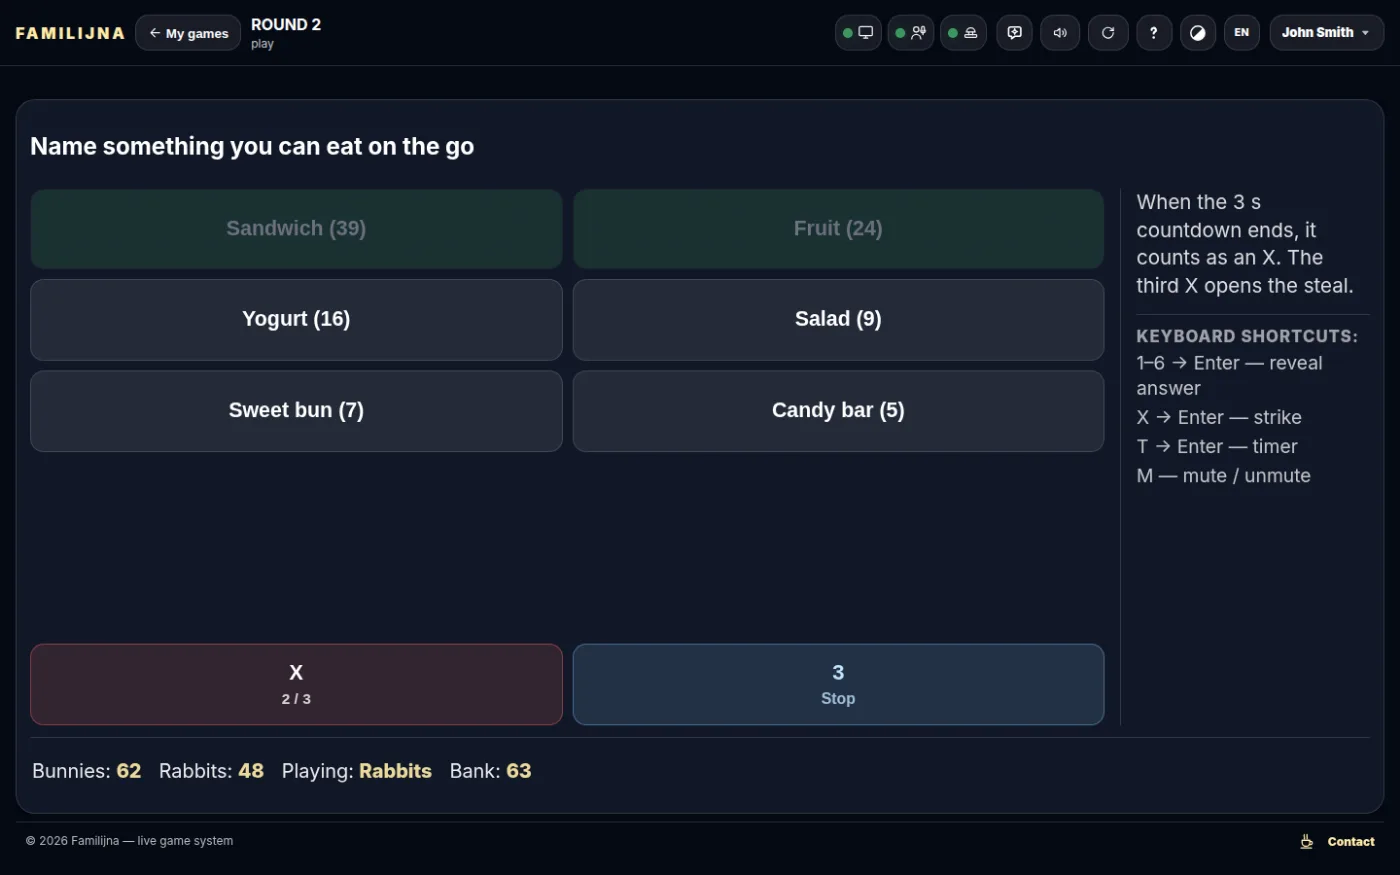 FAMILIJNA
← My games
ROUND 2
play
?
EN
John Smith
Name something you can eat on the go
Sandwich (39)
Fruit (24)
Yogurt (16)
Salad (9)
Sweet bun (7)
Candy bar (5)
X
2 / 3
3
Stop
When the 3 s
countdown ends, it
counts as an X. The
third X opens the steal.
KEYBOARD SHORTCUTS:
1–6 → Enter — reveal
answer
X → Enter — strike
T → Enter — timer
M — mute / unmute
Bunnies: 62 Rabbits: 48 Playing: Rabbits Bank: 63
© 2026 Familijna — live game system
Contact